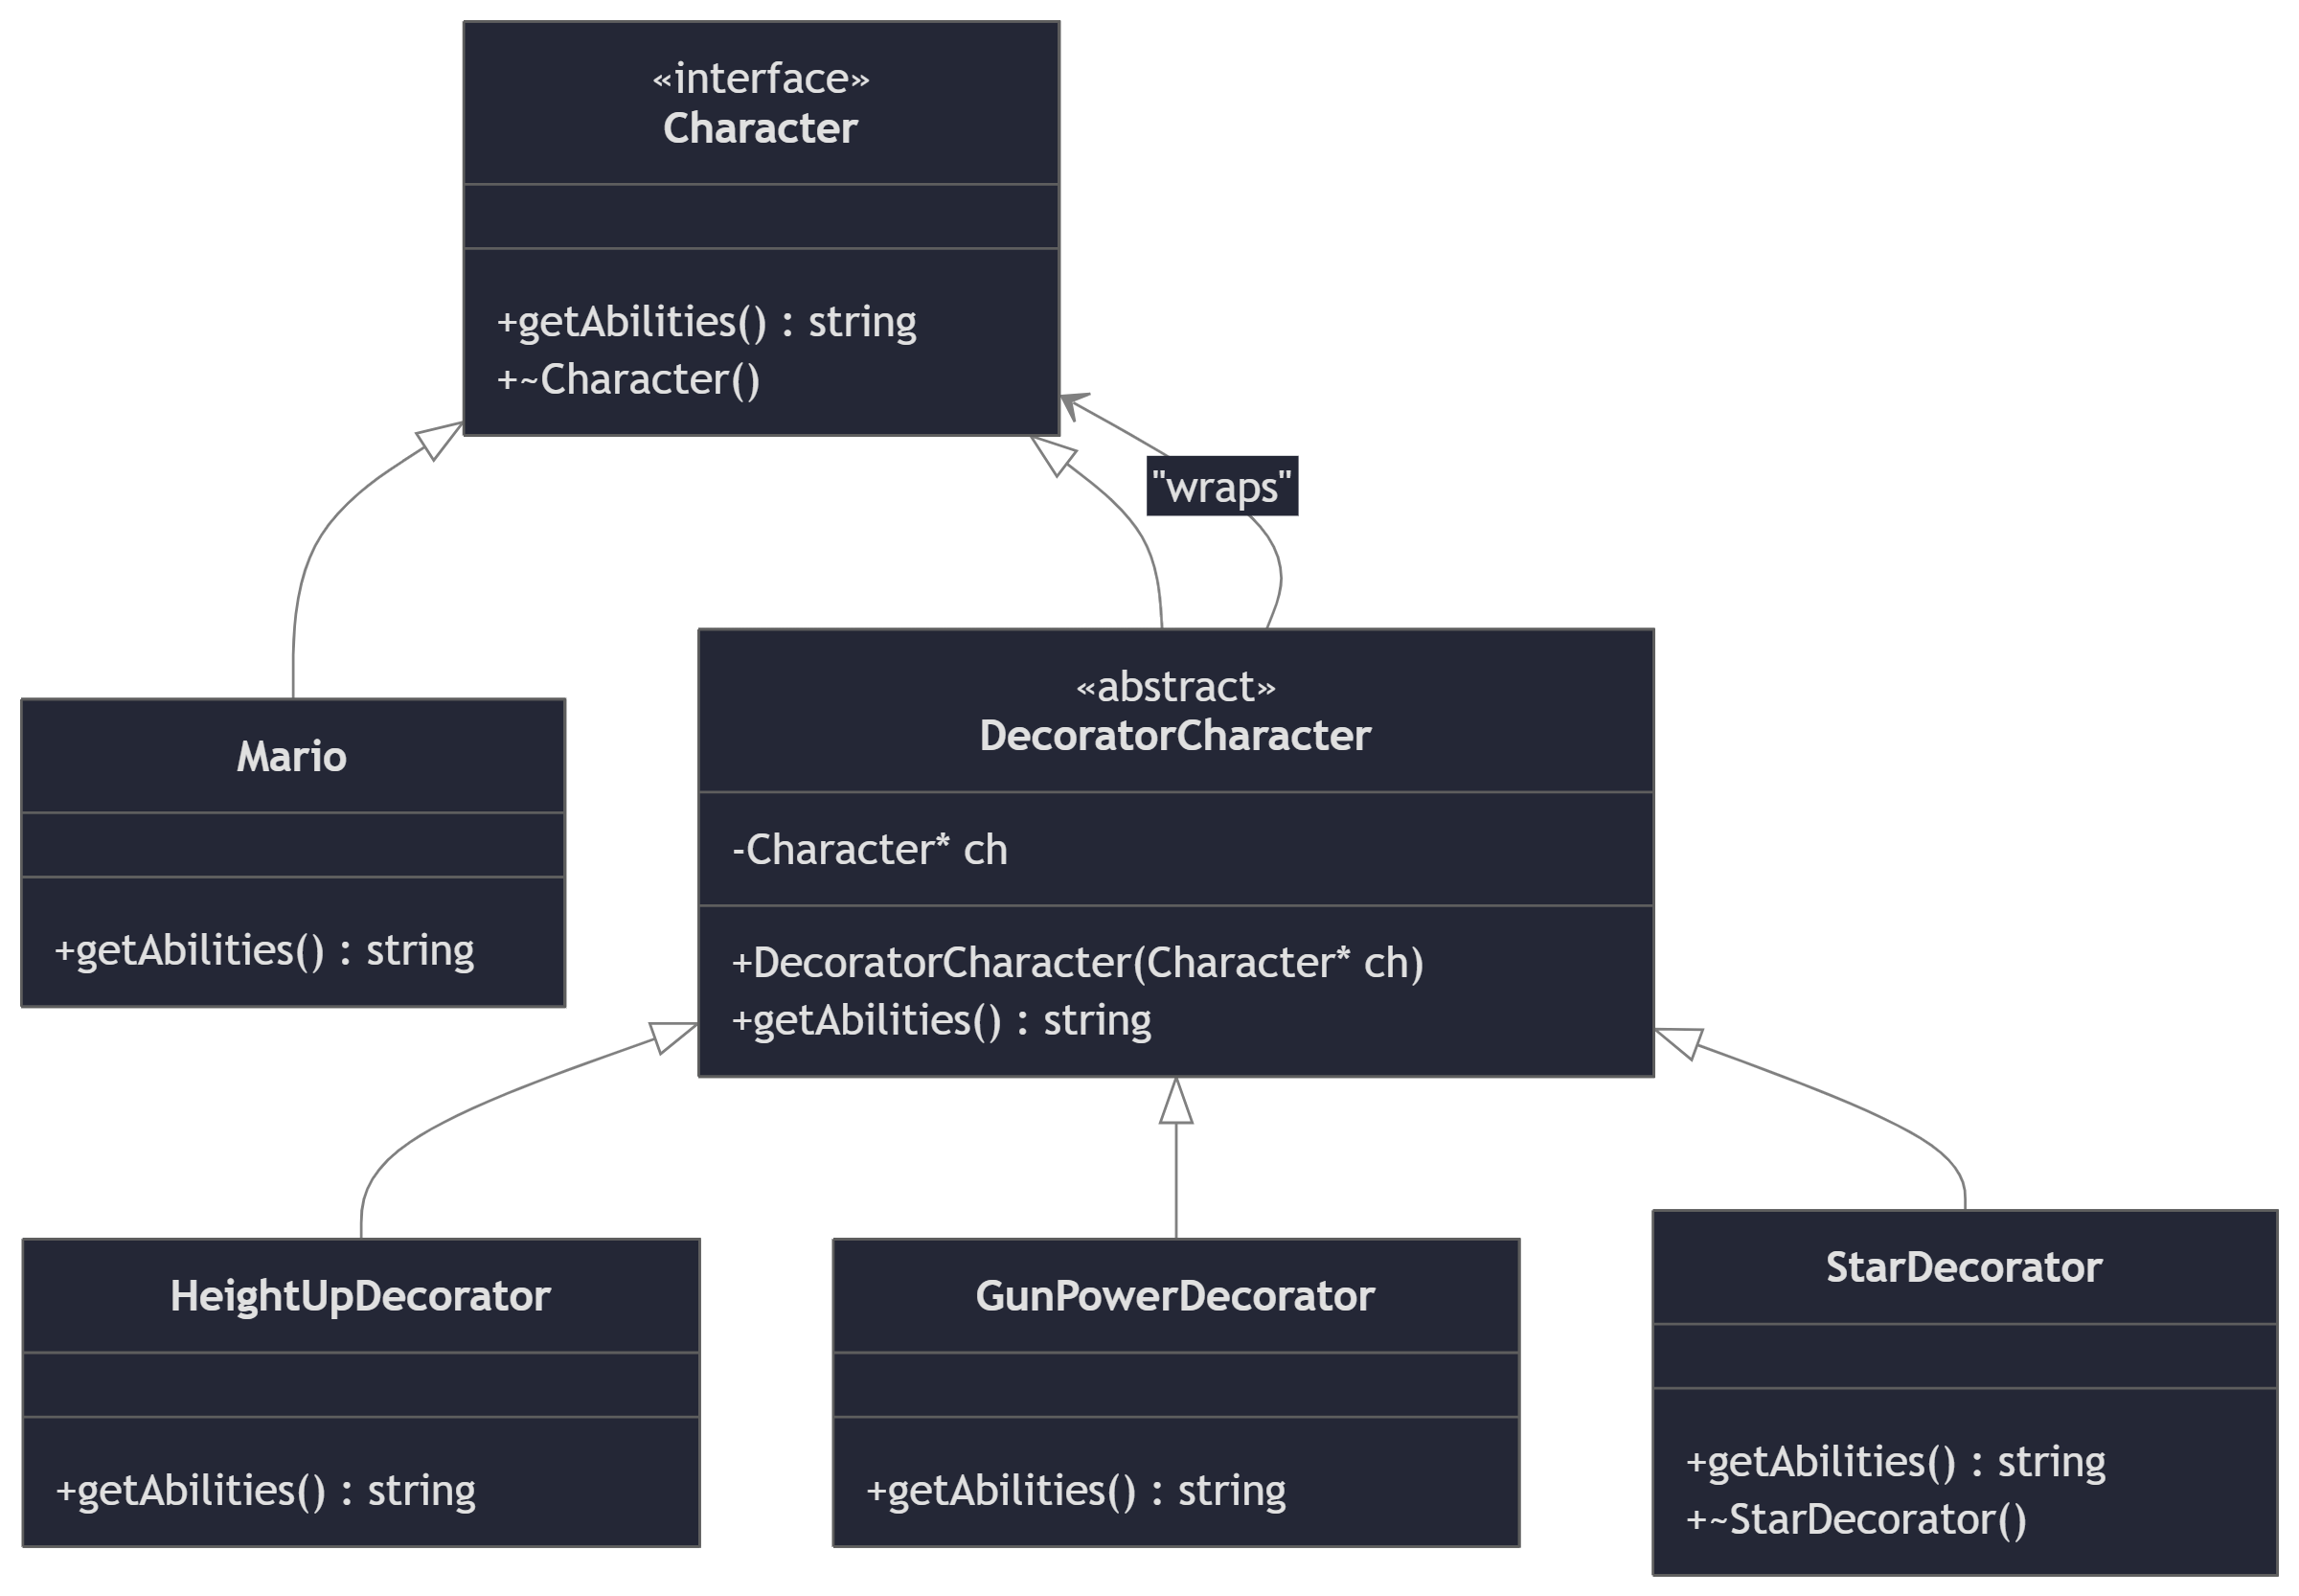 «interface»
Character
+getAbilities() : string
+~Character()
"wraps"
Mario
+getAbilities() : string
«abstract»
DecoratorCharacter
-Character* ch
+DecoratorCharacter(Character* ch)
+getAbilities() : string
HeightUpDecorator
+getAbilities() : string
GunPowerDecorator
+getAbilities() : string
StarDecorator
+getAbilities() : string
+~StarDecorator()